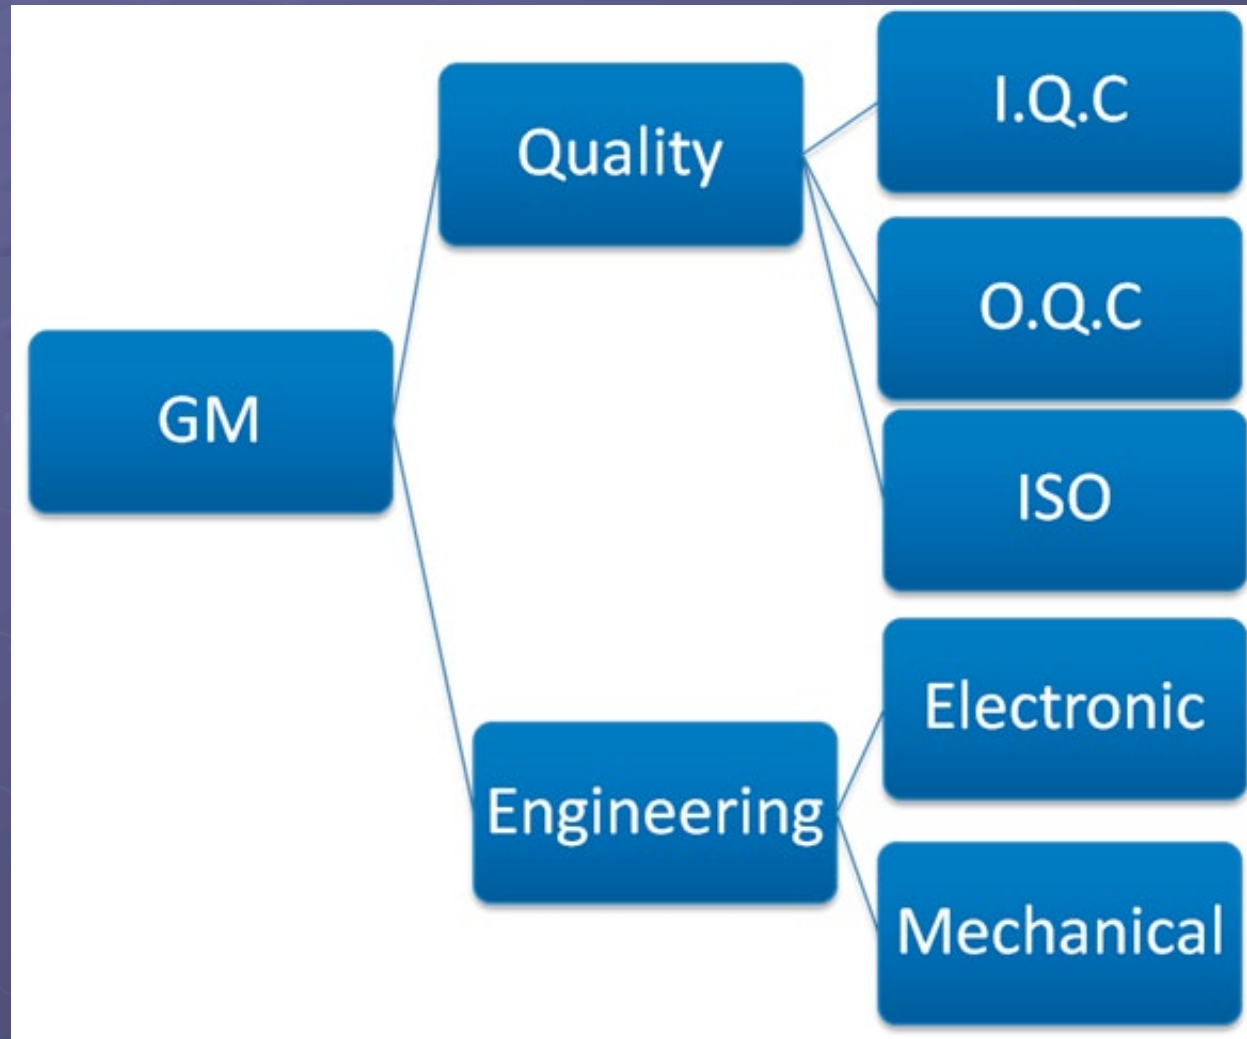 GM
Quality
I.Q.C
O.Q.C
ISO
Engineering
Electronic
Mechanical